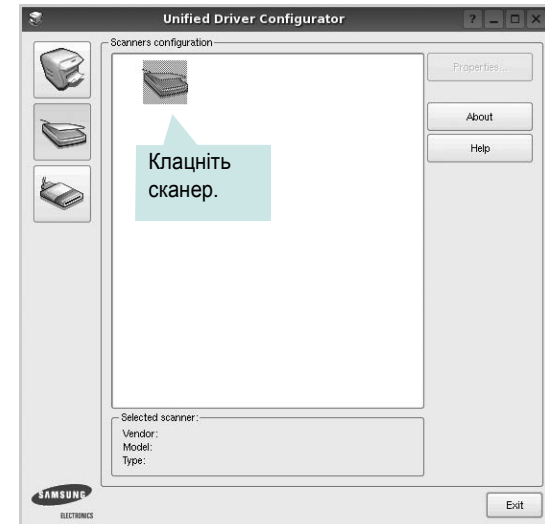 Unified Driver Configurator
Scanners configuration
Properties...
About
Help
Клацніть
сканер.
Selected scanner:
Vendor:
Model:
Type:
SAMSUNG
ELECTRONICS
Exit